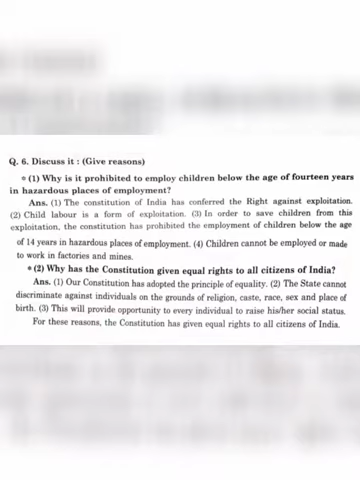 Q. 6. Discuss it : (Give reasons)
* (1) Why is it prohibited to employ children below the age of fourteen years
in hazardous places of employment?
Ans. (1) The constitution of India has conferred the Right against exploitation.
(2) Child labour is a form of exploitation. (3) In order to save children from this
exploitation, the constitution has prohibited the employment of children below the age
of 14 years in hazardous places of employment. (4) Children cannot be employed or made
to work in factories and mines.
* (2) Why has the Constitution given equal rights to all citizens of India?
Ans. (1) Our Constitution has adopted the principle of equality. (2) The State cannot
discriminate against individuals on the grounds of religion, caste, race, sex and place of
birth. (3) This will provide opportunity to every individual to raise his/her social status.
For these reasons, the Constitution has given equal rights to all citizens of India.